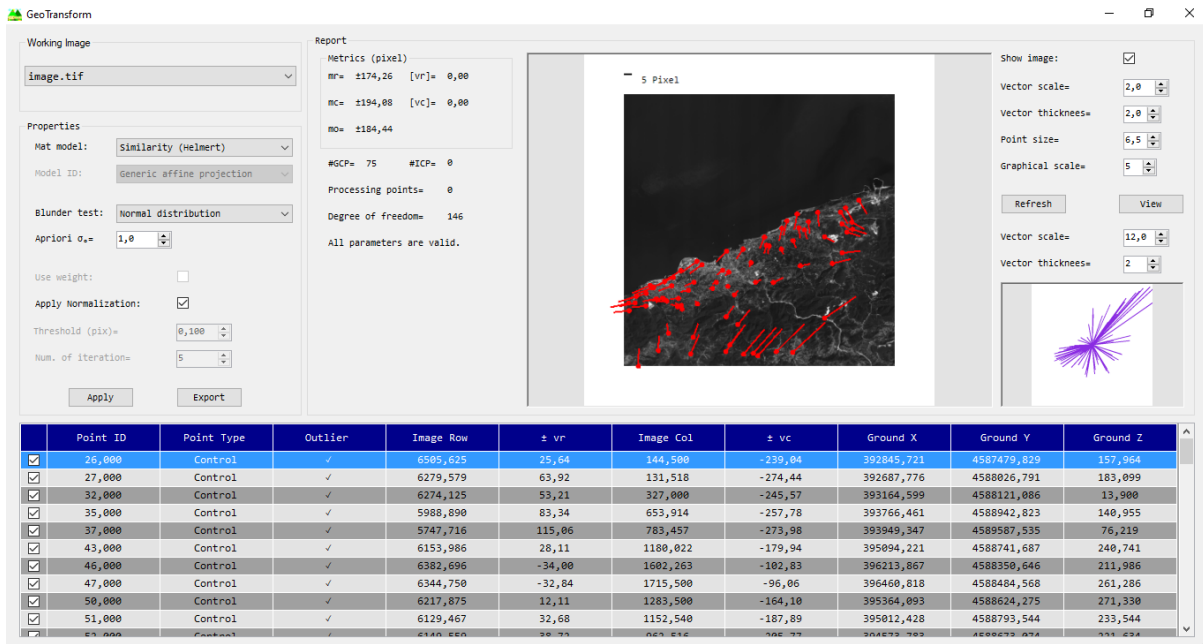 GeoTransform
Working Image
image.tif
Properties
Mat model: Similarity (Helmert)
Model ID: Generic affine projection
Blunder test: Normal distribution
Apriori σₒ= 1,0
Use weight:
Apply Normalization:
Threshold (pix)= 0,100
Num. of iteration= 5
Apply Export
Report
Metrics (pixel)
mr= ±174,26 [vr]= 0,00
mc= ±194,08 [vc]= 0,00
mo= ±184,44
#GCP= 75 #ICP= 0
Processing points= 0
Degree of freedom= 146
All parameters are valid.
5 Pixel
Show image:
Vector scale= 2,0
Vector thicknees= 2,0
Point size= 6,5
Graphical scale= 5
Refresh View
Vector scale= 12,0
Vector thicknees= 2
Point ID Point Type Outlier Image Row ± vr Image Col ± vc Ground X Ground Y Ground Z
26,000 Control ✓ 6505,625 25,64 144,500 -239,04 392845,721 4587479,829 157,964
27,000 Control ✓ 6279,579 63,92 131,518 -274,44 392687,776 4588026,791 183,099
32,000 Control ✓ 6274,125 53,21 327,000 -245,57 393164,599 4588121,086 13,900
35,000 Control ✓ 5988,890 83,34 653,914 -257,78 393766,461 4588942,823 140,955
37,000 Control ✓ 5747,716 115,06 783,457 -273,98 393949,347 4589587,535 76,219
43,000 Control ✓ 6153,986 28,11 1180,022 -179,94 395094,221 4588741,687 240,741
46,000 Control ✓ 6382,696 -34,00 1602,263 -102,83 396213,867 4588350,646 211,986
47,000 Control ✓ 6344,750 -32,84 1715,500 -96,06 396460,818 4588484,568 261,286
50,000 Control ✓ 6217,875 12,11 1283,500 -164,10 395364,093 4588624,275 271,330
51,000 Control ✓ 6129,467 32,68 1152,540 -187,89 395012,428 4588793,544 233,544